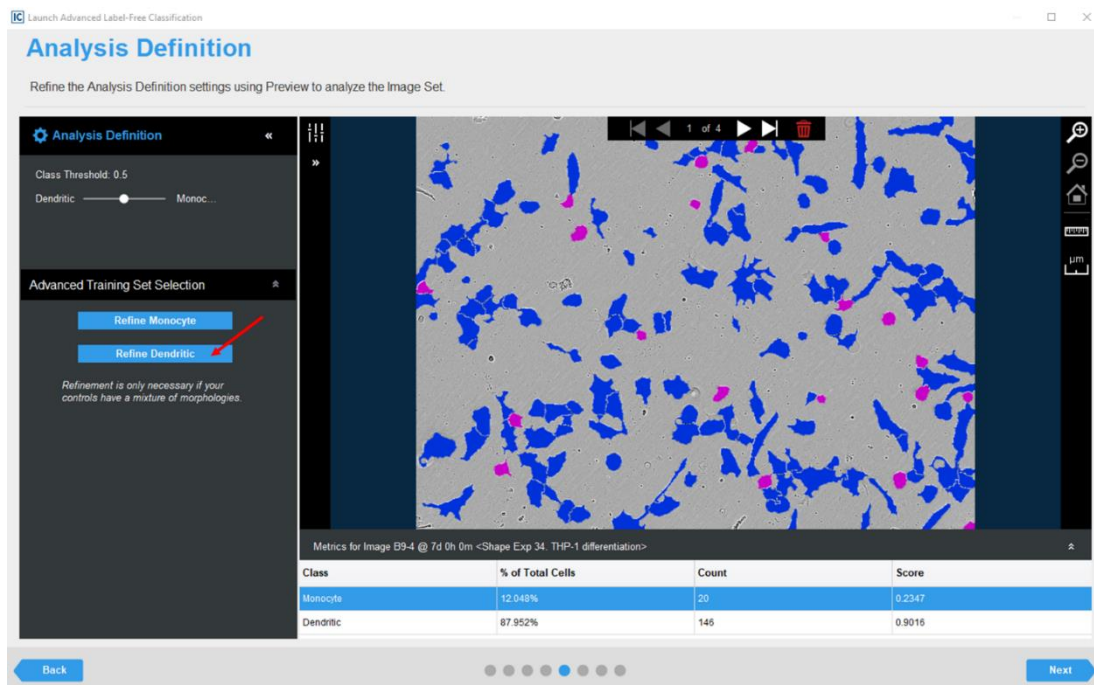 IC Launch Advanced Label-Free Classification
Analysis Definition
Refine the Analysis Definition settings using Preview to analyze the Image Set.
Analysis Definition «
Class Threshold: 0.5
Dendritic Monoc...
Advanced Training Set Selection
Refine Monocyte
Refine Dendritic
Refinement is only necessary if your
controls have a mixture of morphologies.
»
1 of 4
µm
Metrics for Image B9-4 @ 7d 0h 0m <Shape Exp 34. THP-1 differentiation>
Class % of Total Cells Count Score
Monocyte 12.048% 20 0.2347
Dendritic 87.952% 146 0.9016
Back Next